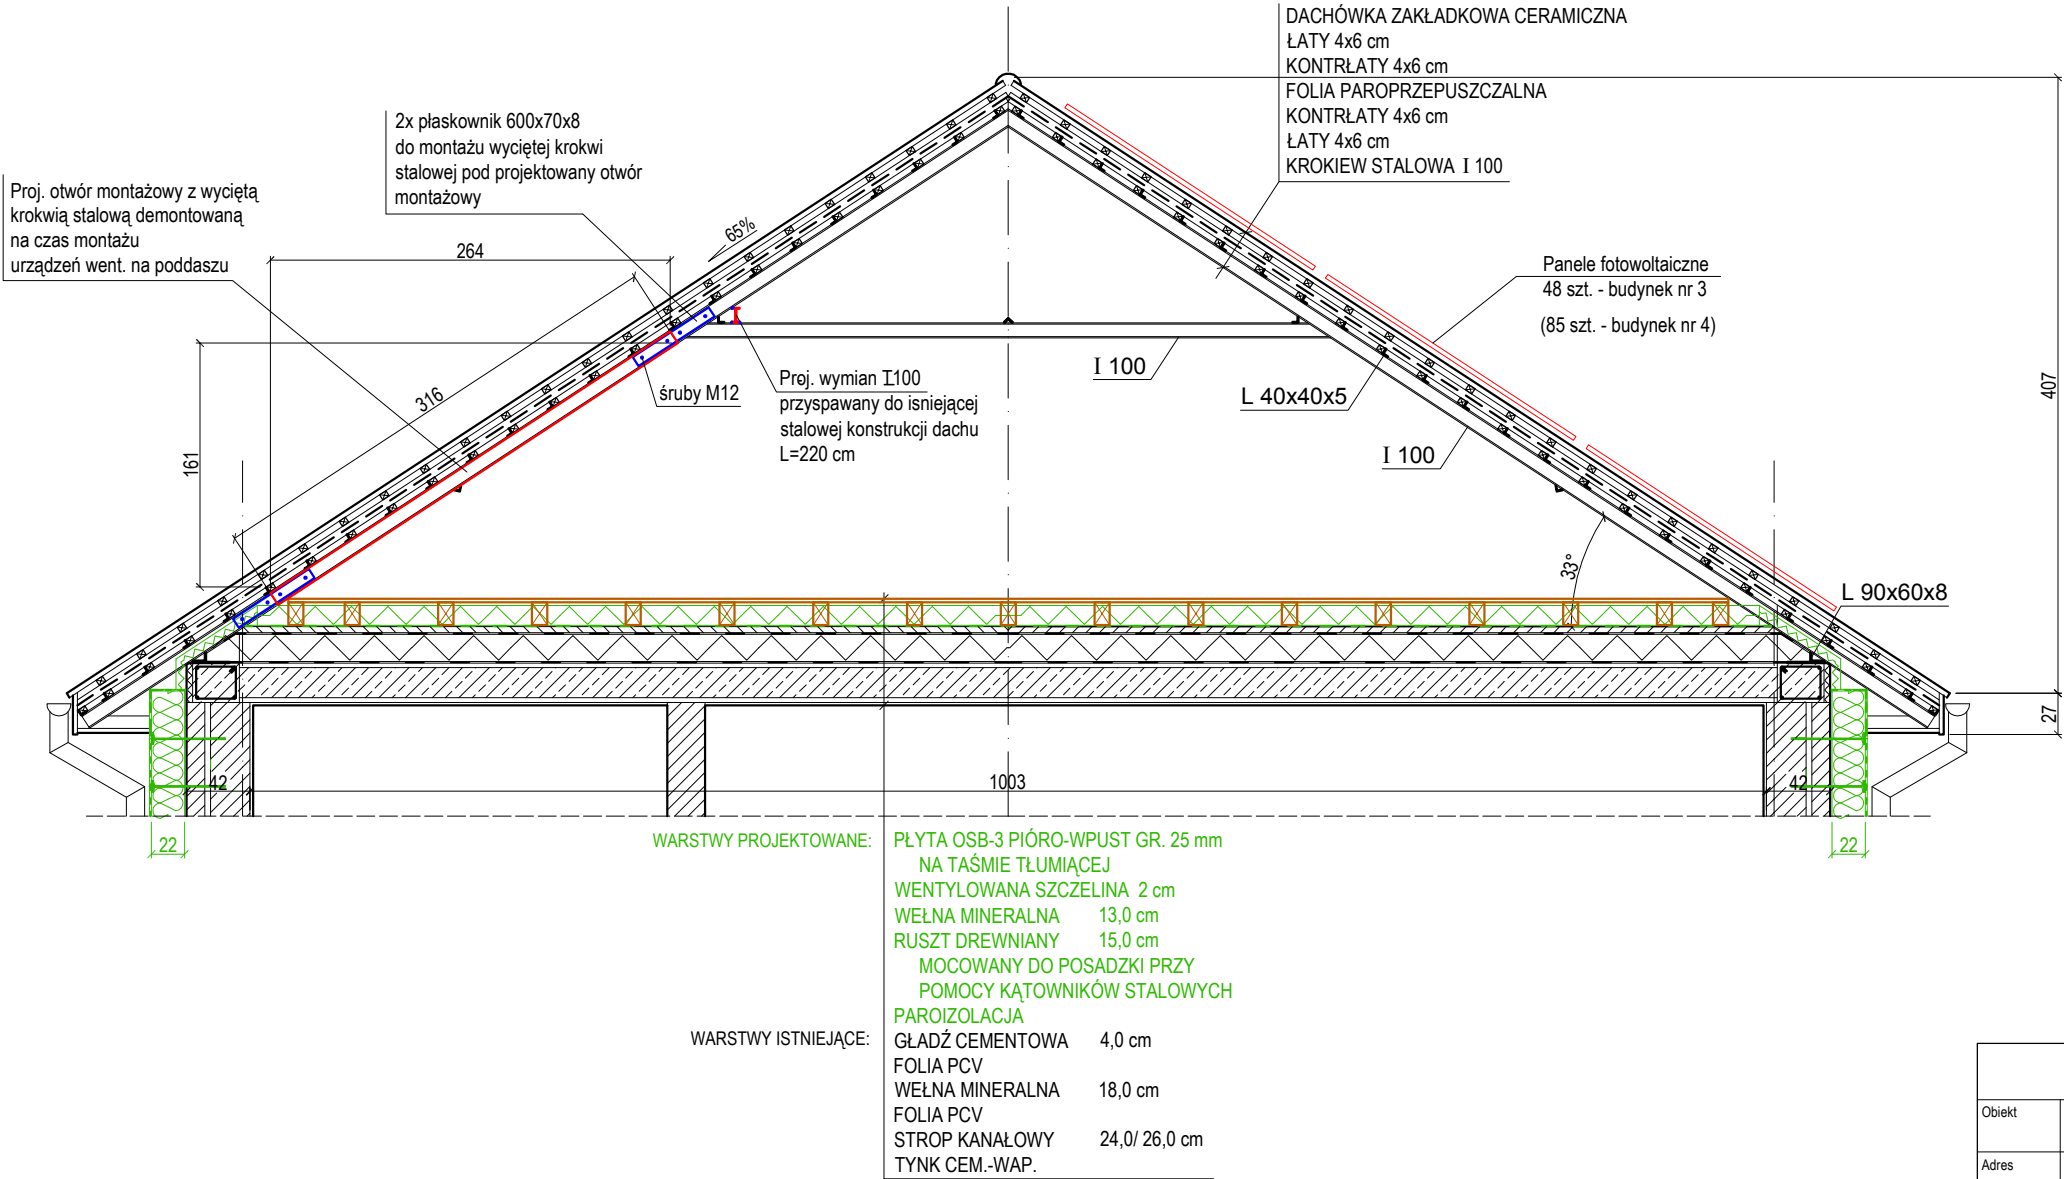 DACHÓWKA ZAKŁADKOWA CERAMICZNA
ŁATY 4x6 cm
KONTRŁATY 4x6 cm
FOLIA PAROPRZEPUSZCZALNA
KONTRŁATY 4x6 cm
ŁATY 4x6 cm
KROKIEW STALOWA I 100
2x płaskownik 600x70x8
do montażu wyciętej krokwi
stalowej pod projektowany otwór
montażowy
Proj. otwór montażowy z wyciętą
krokwią stalową demontowaną
na czas montażu
urządzeń went. na poddaszu
65%
264
316
161
śruby M12
Proj. wymian I100
przyspawany do isniejącej
stalowej konstrukcji dachu
L=220 cm
I 100
L 40x40x5
I 100
Panele fotowoltaiczne
48 szt. - budynek nr 3
(85 szt. - budynek nr 4)
407
33°
L 90x60x8
27
42
1003
42
22
22
WARSTWY PROJEKTOWANE:
PŁYTA OSB-3 PIÓRO-WPUST GR. 25 mm
NA TAŚMIE TŁUMIĄCEJ
WENTYLOWANA SZCZELINA 2 cm
WEŁNA MINERALNA 13,0 cm
RUSZT DREWNIANY 15,0 cm
MOCOWANY DO POSADZKI PRZY
POMOCY KĄTOWNIKÓW STALOWYCH
PAROIZOLACJA
WARSTWY ISTNIEJĄCE:
GŁADŹ CEMENTOWA 4,0 cm
FOLIA PCV
WEŁNA MINERALNA 18,0 cm
FOLIA PCV
STROP KANAŁOWY 24,0/ 26,0 cm
TYNK CEM.-WAP.
Obiekt
Adres